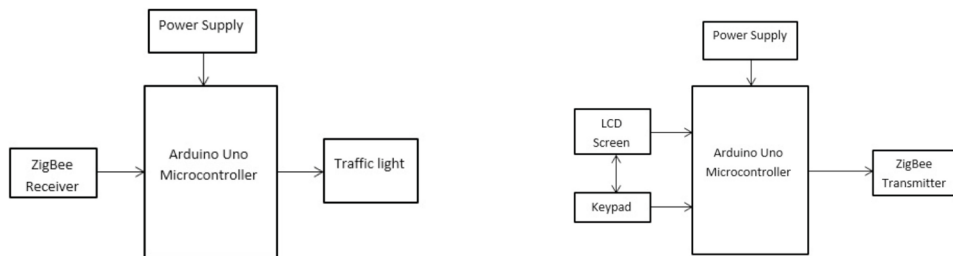 Power Supply
ZigBee
Receiver
Arduino Uno
Microcontroller
Traffic light
Power Supply
LCD
Screen
Keypad
Arduino Uno
Microcontroller
ZigBee
Transmitter